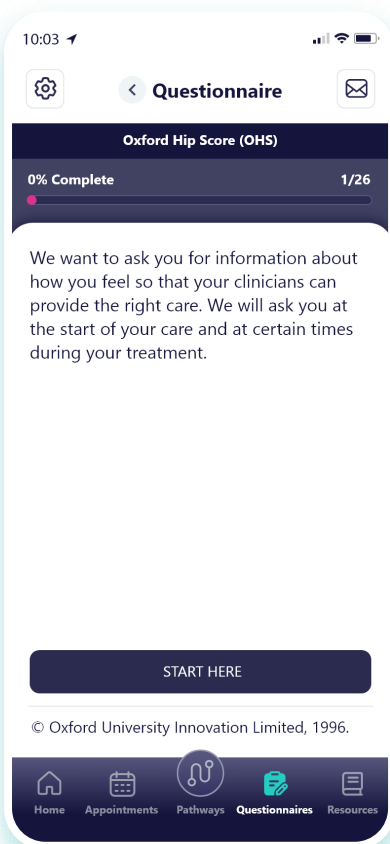 10:03
Questionnaire
Oxford Hip Score (OHS)
0% Complete 1/26
We want to ask you for information about
how you feel so that your clinicians can
provide the right care. We will ask you at
the start of your care and at certain times
during your treatment.
START HERE
© Oxford University Innovation Limited, 1996.
Home Appointments Pathways Questionnaires Resources